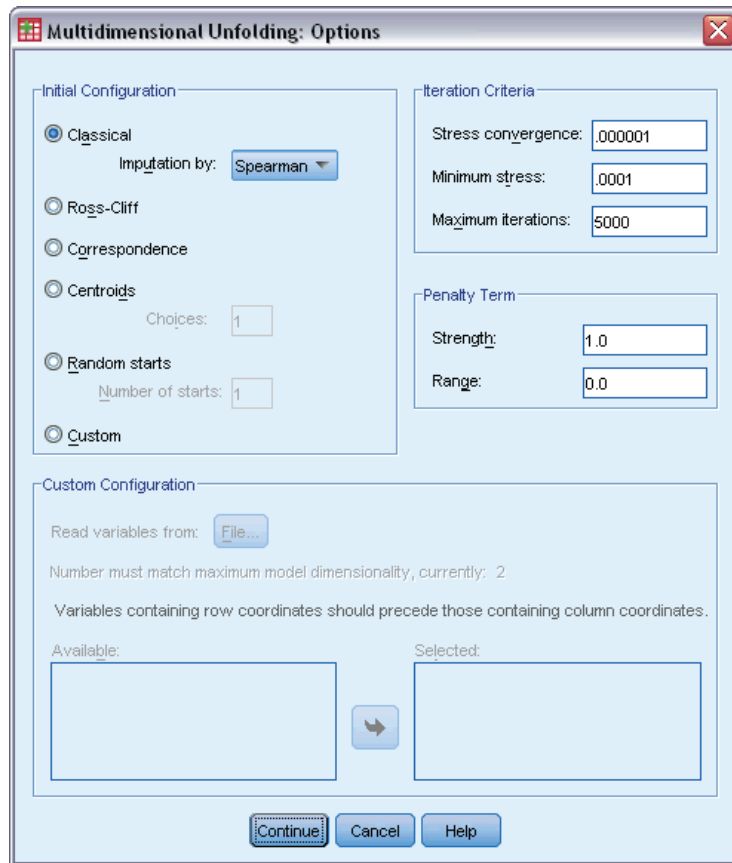 Multidimensional Unfolding: Options
Initial Configuration
Classical
Imputation by: Spearman
Ross-Cliff
Correspondence
Centroids
Choices: 1
Random starts
Number of starts: 1
Custom
Iteration Criteria
Stress convergence: .000001
Minimum stress: .0001
Maximum iterations: 5000
Penalty Term
Strength: 1.0
Range: 0.0
Custom Configuration
Read variables from: File...
Number must match maximum model dimensionality, currently: 2
Variables containing row coordinates should precede those containing column coordinates.
Available: Selected:
Continue Cancel Help